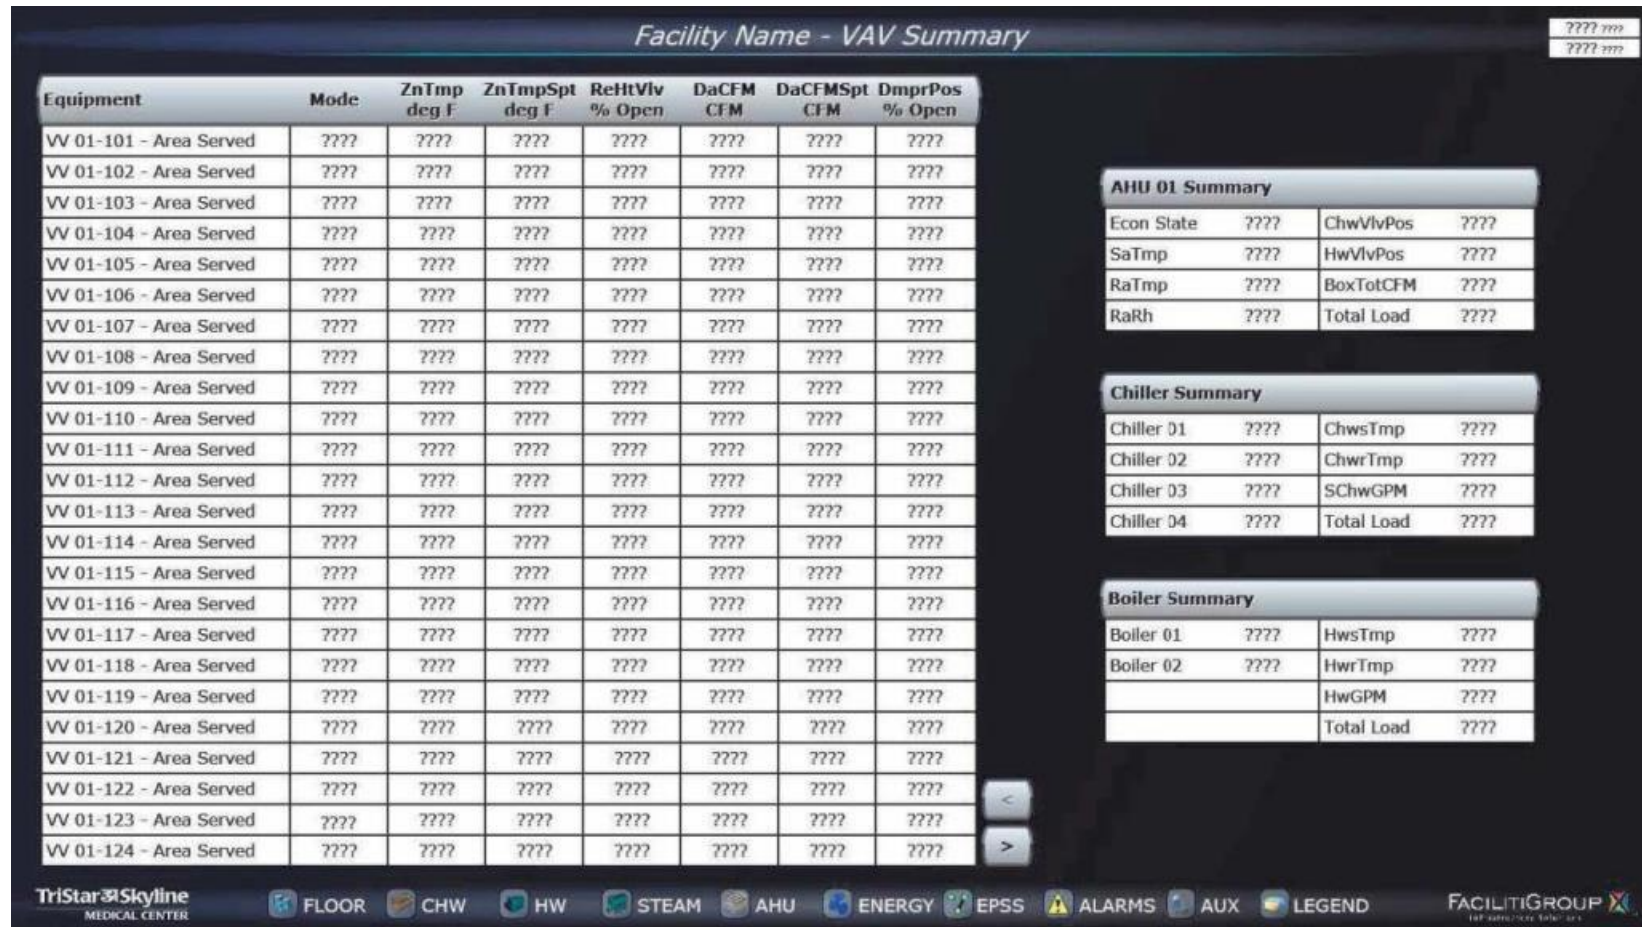 Facility Name - VAV Summary
???? ????
???? ????
Equipment Mode ZnTmp deg F ZnTmpSpt deg F ReHtVlv % Open DaCFM CFM DaCFMSpt CFM DmprPos % Open
VV 01-101 - Area Served ???? ???? ???? ???? ???? ???? ????
VV 01-102 - Area Served ???? ???? ???? ???? ???? ???? ????
VV 01-103 - Area Served ???? ???? ???? ???? ???? ???? ????
VV 01-104 - Area Served ???? ???? ???? ???? ???? ???? ????
VV 01-105 - Area Served ???? ???? ???? ???? ???? ???? ????
VV 01-106 - Area Served ???? ???? ???? ???? ???? ???? ????
VV 01-107 - Area Served ???? ???? ???? ???? ???? ???? ????
VV 01-108 - Area Served ???? ???? ???? ???? ???? ???? ????
VV 01-109 - Area Served ???? ???? ???? ???? ???? ???? ????
VV 01-110 - Area Served ???? ???? ???? ???? ???? ???? ????
VV 01-111 - Area Served ???? ???? ???? ???? ???? ???? ????
VV 01-112 - Area Served ???? ???? ???? ???? ???? ???? ????
VV 01-113 - Area Served ???? ???? ???? ???? ???? ???? ????
VV 01-114 - Area Served ???? ???? ???? ???? ???? ???? ????
VV 01-115 - Area Served ???? ???? ???? ???? ???? ???? ????
VV 01-116 - Area Served ???? ???? ???? ???? ???? ???? ????
VV 01-117 - Area Served ???? ???? ???? ???? ???? ???? ????
VV 01-118 - Area Served ???? ???? ???? ???? ???? ???? ????
VV 01-119 - Area Served ???? ???? ???? ???? ???? ???? ????
VV 01-120 - Area Served ???? ???? ???? ???? ???? ???? ????
VV 01-121 - Area Served ???? ???? ???? ???? ???? ???? ????
VV 01-122 - Area Served ???? ???? ???? ???? ???? ???? ????
VV 01-123 - Area Served ???? ???? ???? ???? ???? ???? ????
VV 01-124 - Area Served ???? ???? ???? ???? ???? ???? ????
<
>
AHU 01 Summary
Econ State ???? ChwVlvPos ????
SaTmp ???? HwVlvPos ????
RaTmp ???? BoxTotCFM ????
RaRh ???? Total Load ????
Chiller Summary
Chiller 01 ???? ChwsTmp ????
Chiller 02 ???? ChwrTmp ????
Chiller 03 ???? SChwGPM ????
Chiller 04 ???? Total Load ????
Boiler Summary
Boiler 01 ???? HwsTmp ????
Boiler 02 ???? HwrTmp ????
HwGPM ????
Total Load ????
TriStar Skyline
MEDICAL CENTER
FLOOR CHW HW STEAM AHU ENERGY EPSS ALARMS AUX LEGEND
FACILITIGROUP